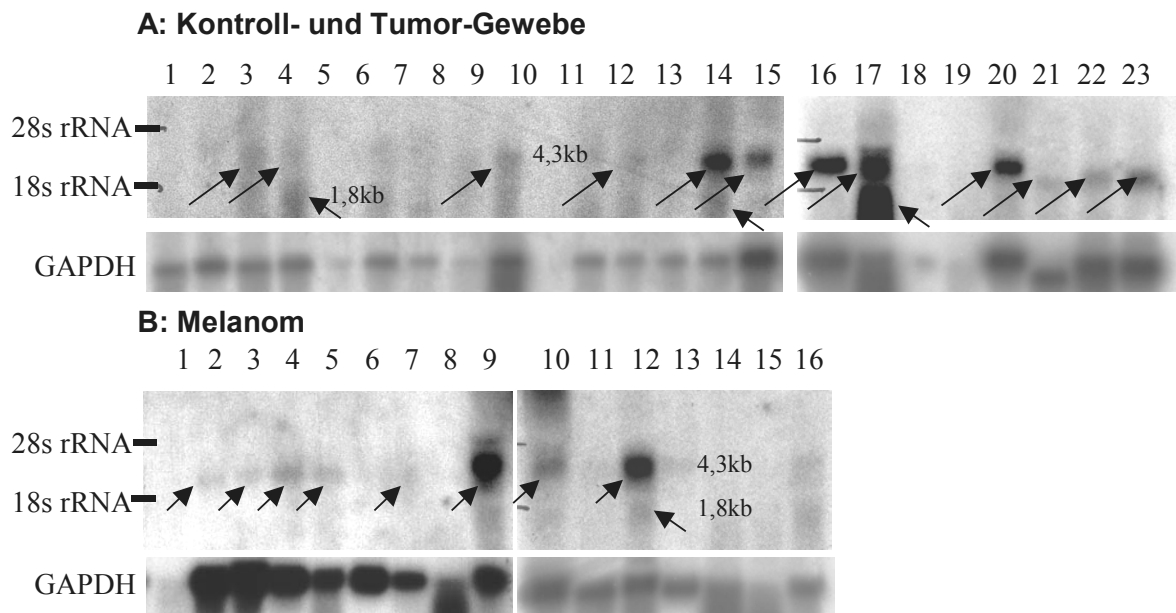 A: Kontroll- und Tumor-Gewebe
1 2 3 4 5 6 7 8 9 10 11 12 13 14 15 16 17 18 19 20 21 22 23
28s rRNA
4,3kb
18s rRNA
1,8kb
GAPDH
B: Melanom
1 2 3 4 5 6 7 8 9 10 11 12 13 14 15 16
28s rRNA
4,3kb
18s rRNA
1,8kb
GAPDH